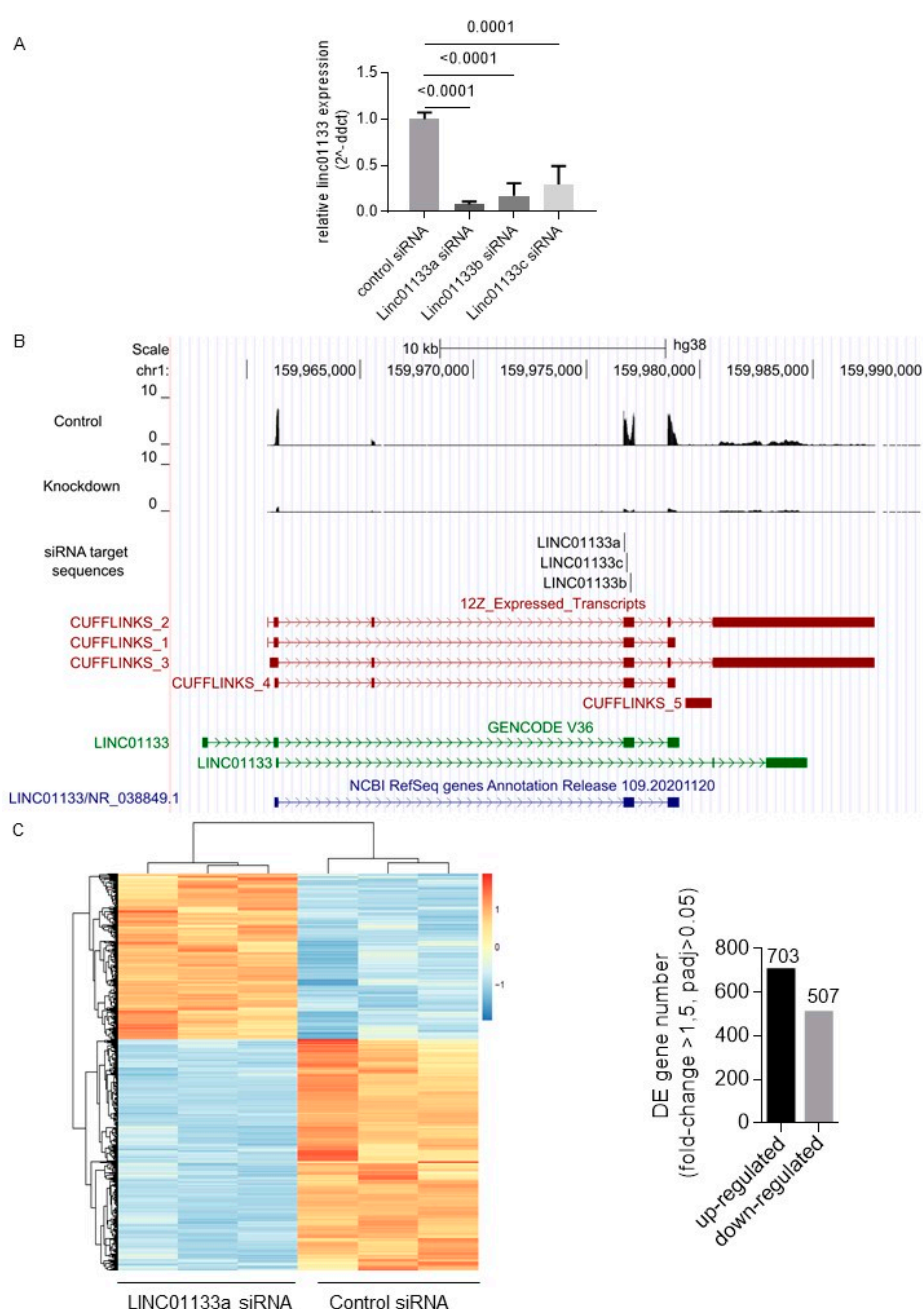 A
0.0001
<0.0001
<0.0001
relative linc01133 expression
(2^-ddct)
1.5
1.0
0.5
0.0
control siRNA
Linc01133a siRNA
Linc01133b siRNA
Linc01133c siRNA
B
Scale
10 kb
hg38
chr1:
159,965,000
159,970,000
159,975,000
159,980,000
159,985,000
159,990,000
10
Control
0
10
Knockdown
0
siRNA target
sequences
LINC01133a
LINC01133c
LINC01133b
12Z_Expressed_Transcripts
CUFFLINKS_2
CUFFLINKS_1
CUFFLINKS_3
CUFFLINKS_4
CUFFLINKS_5
GENCODE V36
LINC01133
LINC01133
NCBI RefSeq genes Annotation Release 109.20201120
LINC01133/NR_038849.1
C
1
0
−1
LINC01133a siRNA
Control siRNA
DE gene number
(fold-change >1,5, padj>0.05)
800
600
400
200
0
703
507
up-regulated
down-regulated